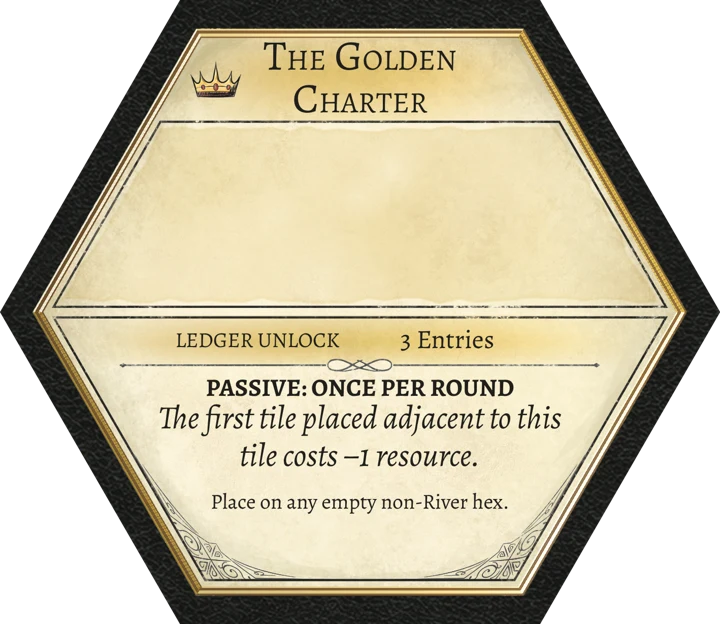 The Golden
Charter
LEDGER UNLOCK 3 Entries
PASSIVE: ONCE PER ROUND
The first tile placed adjacent to this
tile costs –1 resource.
Place on any empty non-River hex.